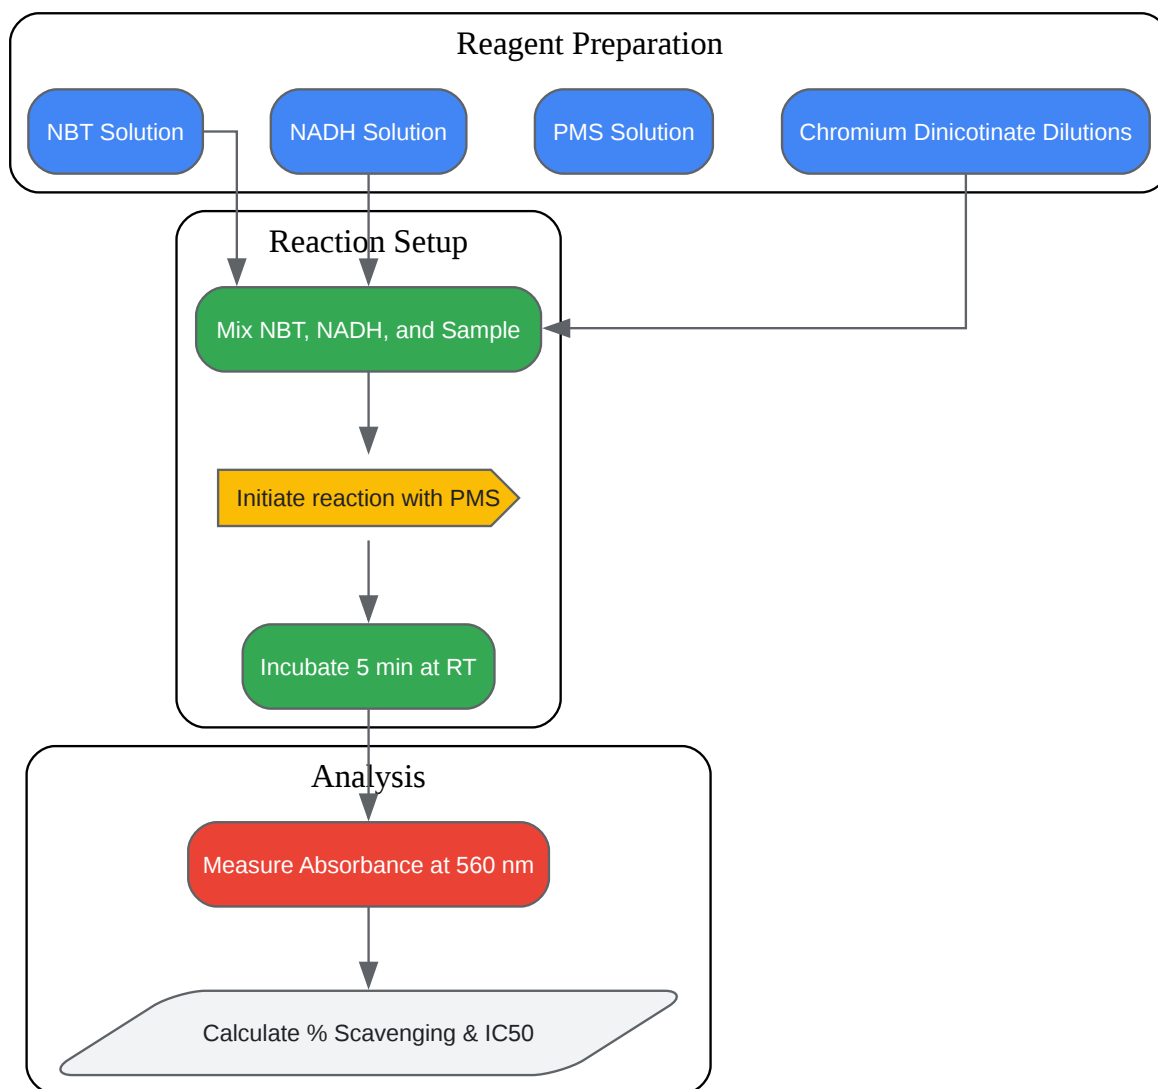 Reagent Preparation
NBT Solution
NADH Solution
PMS Solution
Chromium Dinicotinate Dilutions
Reaction Setup
Mix NBT, NADH, and Sample
Initiate reaction with PMS
Incubate 5 min at RT
Analysis
Measure Absorbance at 560 nm
Calculate % Scavenging & IC50